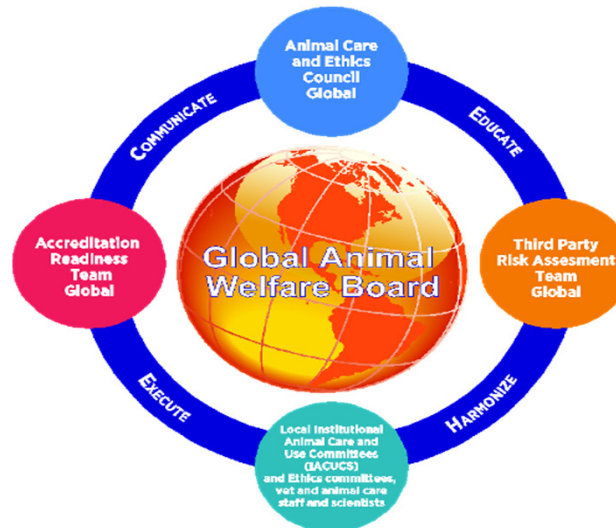 Animal Care
and Ethics
Council
Global
COMMUNICATE
EDUCATE
Accreditation
Readiness
Team
Global
Global Animal
Welfare Board
Third Party
Risk Assesment
Team
Global
EXECUTE
HARMONIZE
Local Institutional
Animal Care and
Use Committees
(IACUCS)
and Ethics committees,
vet and animal care
staff and scientists